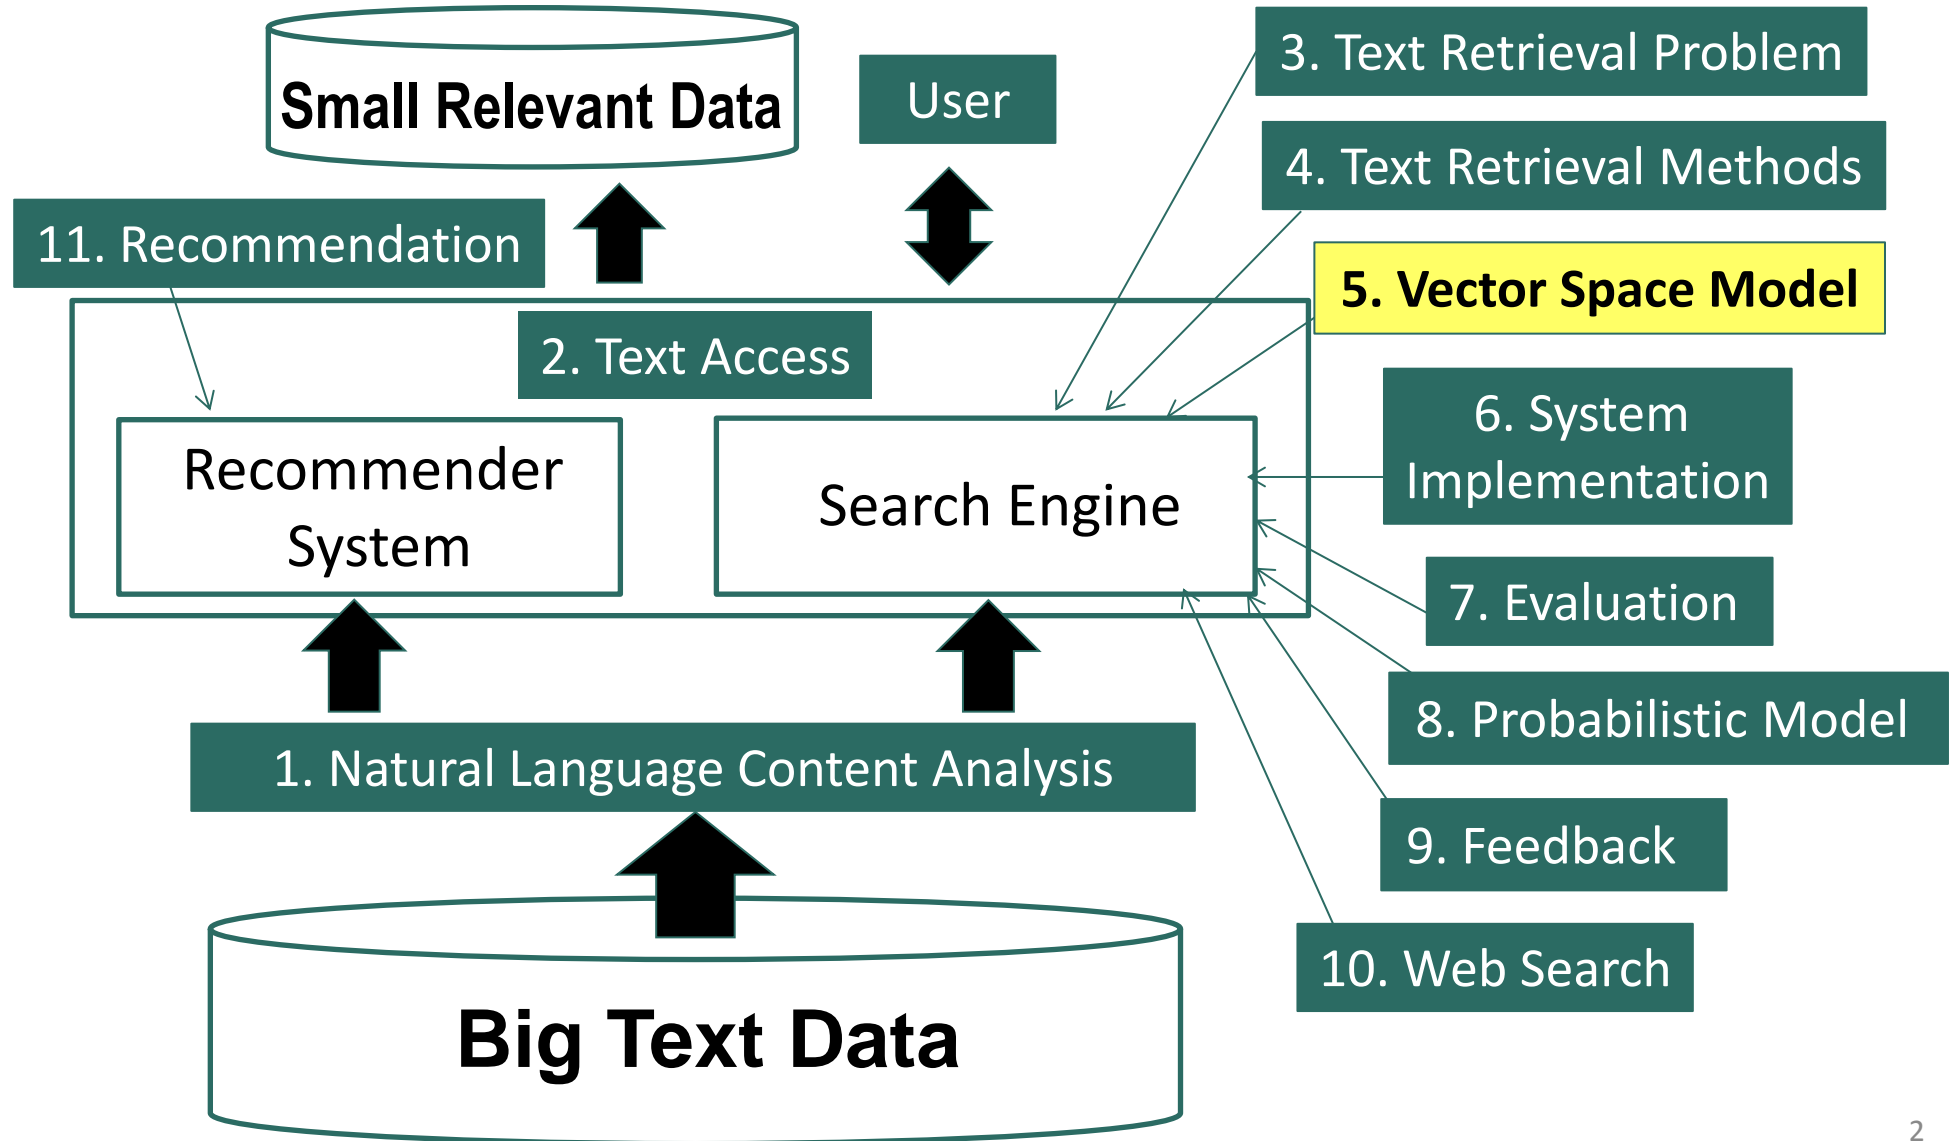 Small Relevant Data
User
3. Text Retrieval Problem
4. Text Retrieval Methods
11. Recommendation
5. Vector Space Model
2. Text Access
6. System
Implementation
Recommender
System
Search Engine
7. Evaluation
8. Probabilistic Model
1. Natural Language Content Analysis
9. Feedback
10. Web Search
Big Text Data
2